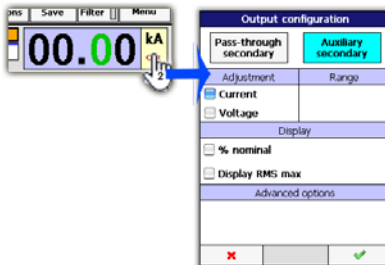 ons Save Filter Menu
00.00 kA
2
Output configuration
Pass-through secondary Auxiliary secondary
Adjustment Range
Current
Voltage
Display
% nominal
Display RMS max
Advanced options